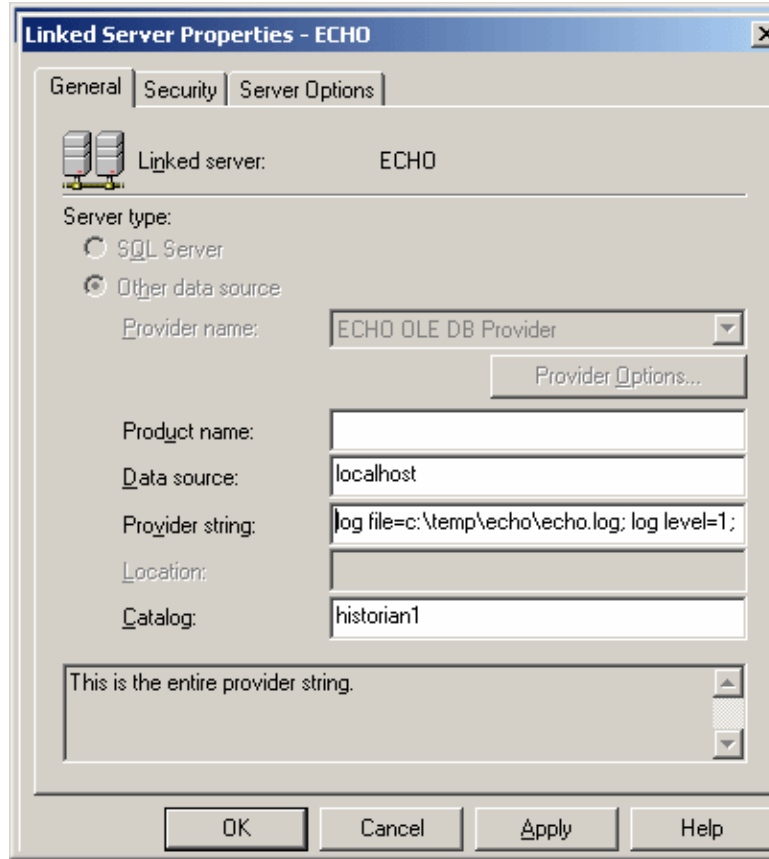 Linked Server Properties - ECHO
General Security Server Options
Linked server: ECHO
Server type:
SQL Server
Other data source
Provider name: ECHO OLE DB Provider
Provider Options...
Product name:
Data source: localhost
Provider string: log file=c:\temp\echo\echo.log; log level=1;
Location:
Catalog: historian1
This is the entire provider string.
OK Cancel Apply Help